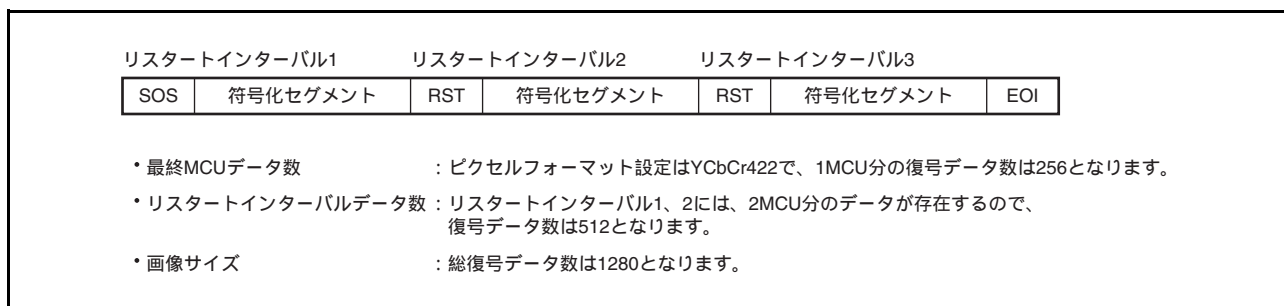 リスタートインターバル1 リスタートインターバル2 リスタートインターバル3
SOS 符号化セグメント RST 符号化セグメント RST 符号化セグメント EOI
・最終MCUデータ数 :ピクセルフォーマット設定はYCbCr422で、1MCU分の復号データ数は256となります。
・リスタートインターバルデータ数:リスタートインターバル1、2には、2MCU分のデータが存在するので、
復号データ数は512となります。
・画像サイズ :総復号データ数は1280となります。